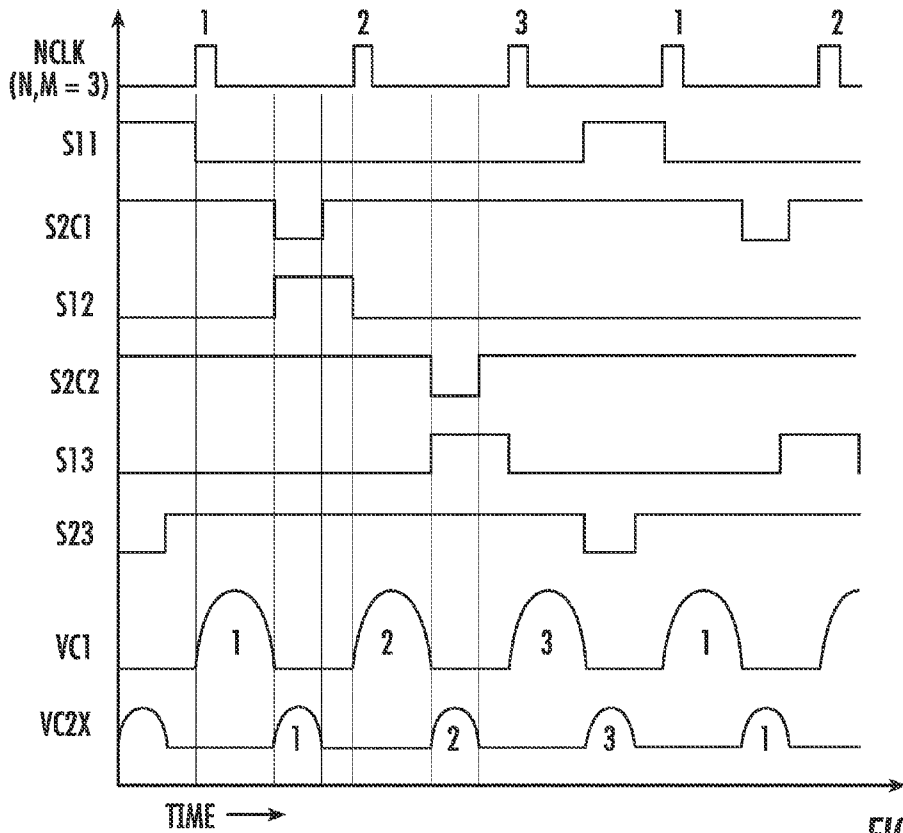 1 2 3 1 2
NCLK
(N,M = 3)
S11
S2C1
S12
S2C2
S13
S23
VC1 1 2 3 1
VC2X 1 2 3 1
TIME